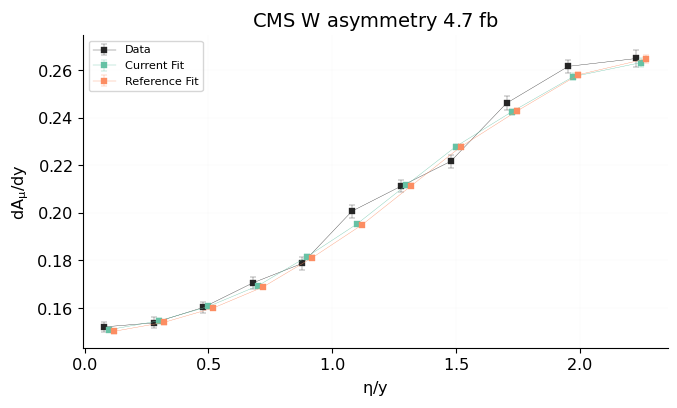 CMS W asymmetry 4.7 fb
Data
Current Fit
Reference Fit
dAμ/dy
0.26
0.24
0.22
0.20
0.18
0.16
0.0
0.5
1.0
1.5
2.0
η/y